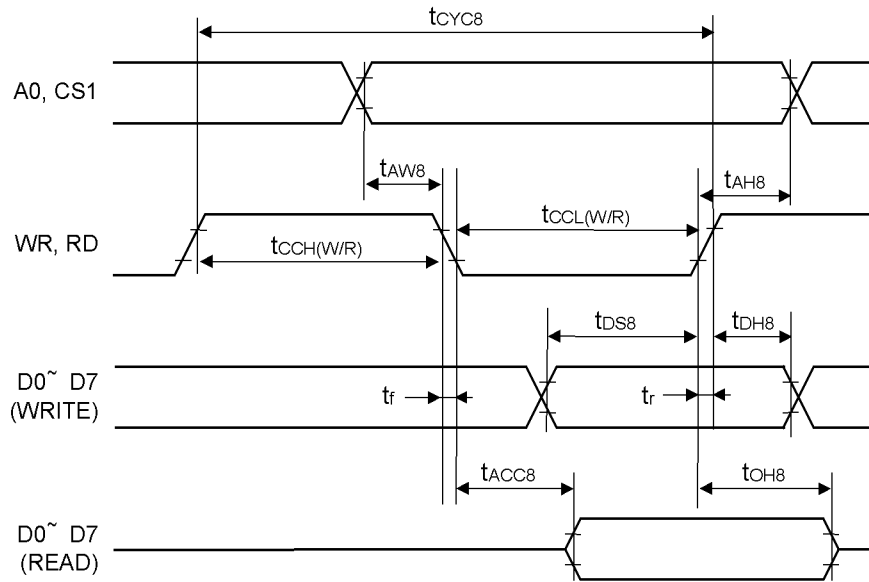 tCYC8
A0, CS1
tAW8
tAH8
tCCL(W/R)
WR, RD
tCCH(W/R)
tDS8
tDH8
D0~ D7
(WRITE)
tf
tr
tACC8
tOH8
D0~ D7
(READ)